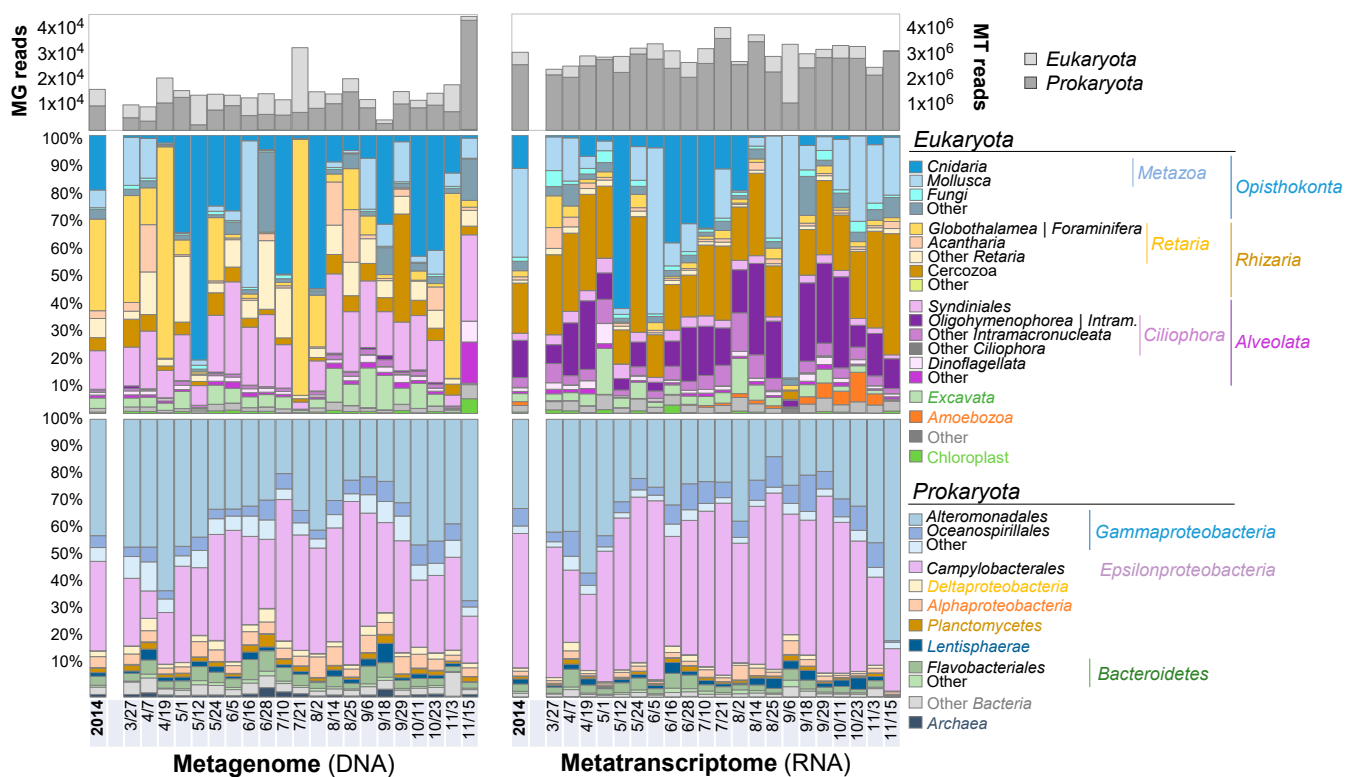 MG reads
4x10⁴
3x10⁴
2x10⁴
1x10⁴
4x10⁶
3x10⁶
2x10⁶
1x10⁶
MT reads
Eukaryota
Prokaryota
100%
90%
80%
70%
60%
50%
40%
30%
20%
10%
Eukaryota
Cnidaria
Mollusca
Fungi
Other
Metazoa
Opisthokonta
Globothalamea | Foraminifera
Acantharia
Other Retaria
Cercozoa
Other
Retaria
Rhizaria
Syndiniales
Oligohymenophorea | Intram.
Other Intramacronucleata
Other Ciliophora
Dinoflagellata
Other
Ciliophora
Alveolata
Excavata
Amoebozoa
Other
Chloroplast
100%
90%
80%
70%
60%
50%
40%
30%
20%
10%
Prokaryota
Alteromonadales
Oceanospirillales
Other
Gammaproteobacteria
Campylobacterales
Epsilonproteobacteria
Deltaproteobacteria
Alphaproteobacteria
Planctomycetes
Lentisphaerae
Flavobacteriales
Other
Bacteroidetes
Other Bacteria
Archaea
2014
3/27
4/7
4/19
5/1
5/12
5/24
6/5
6/16
6/28
7/10
7/21
8/2
8/14
8/25
9/6
9/18
9/29
10/11
10/23
11/3
11/15
2014
3/27
4/7
4/19
5/1
5/12
5/24
6/5
6/16
6/28
7/10
7/21
8/2
8/14
8/25
9/6
9/18
9/29
10/11
10/23
11/3
11/15
Metagenome (DNA)
Metatranscriptome (RNA)